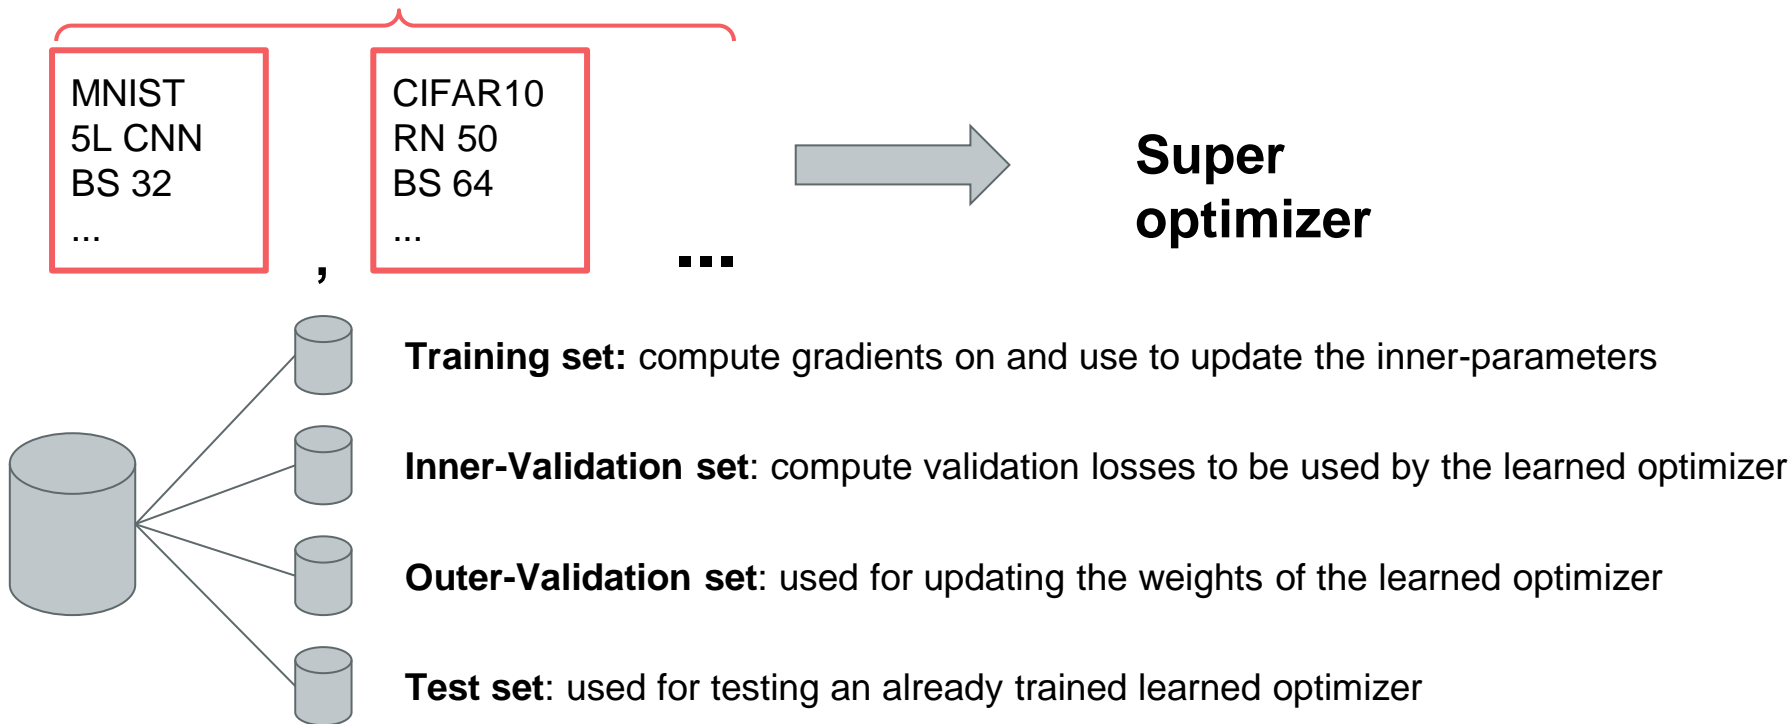 MNIST
5L CNN
BS 32
...
,
CIFAR10
RN 50
BS 64
...
...
Super
optimizer
Training set: compute gradients on and use to update the inner-parameters
Inner-Validation set: compute validation losses to be used by the learned optimizer
Outer-Validation set: used for updating the weights of the learned optimizer
Test set: used for testing an already trained learned optimizer